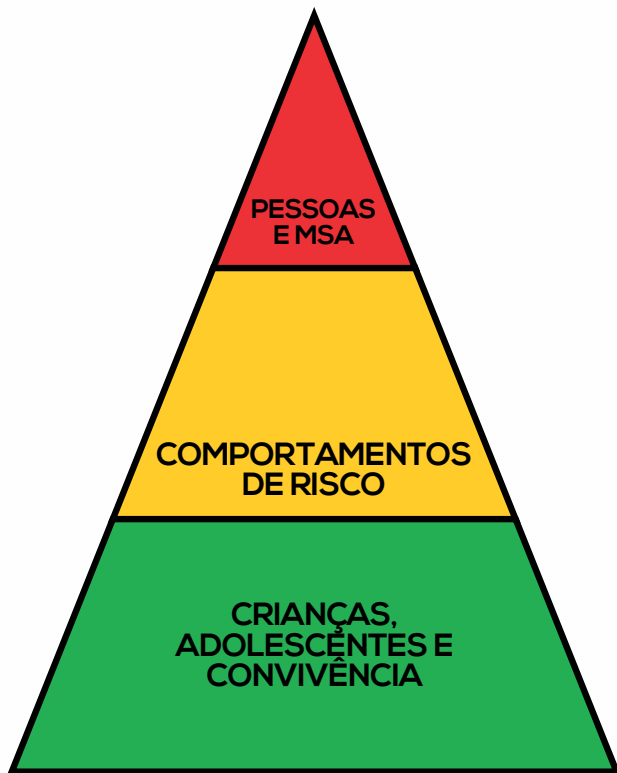 PESSOAS
E MSA
COMPORTAMENTOS
DE RISCO
CRIANÇAS,
ADOLESCENTES E
CONVIVÊNCIA